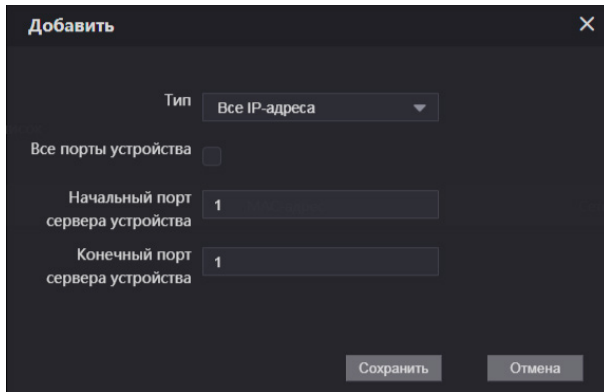 Добавить
Тип
Все IP-адреса
Все порты устройства
Начальный порт
сервера устройства
1
Конечный порт
сервера устройства
1
Сохранить
Отмена